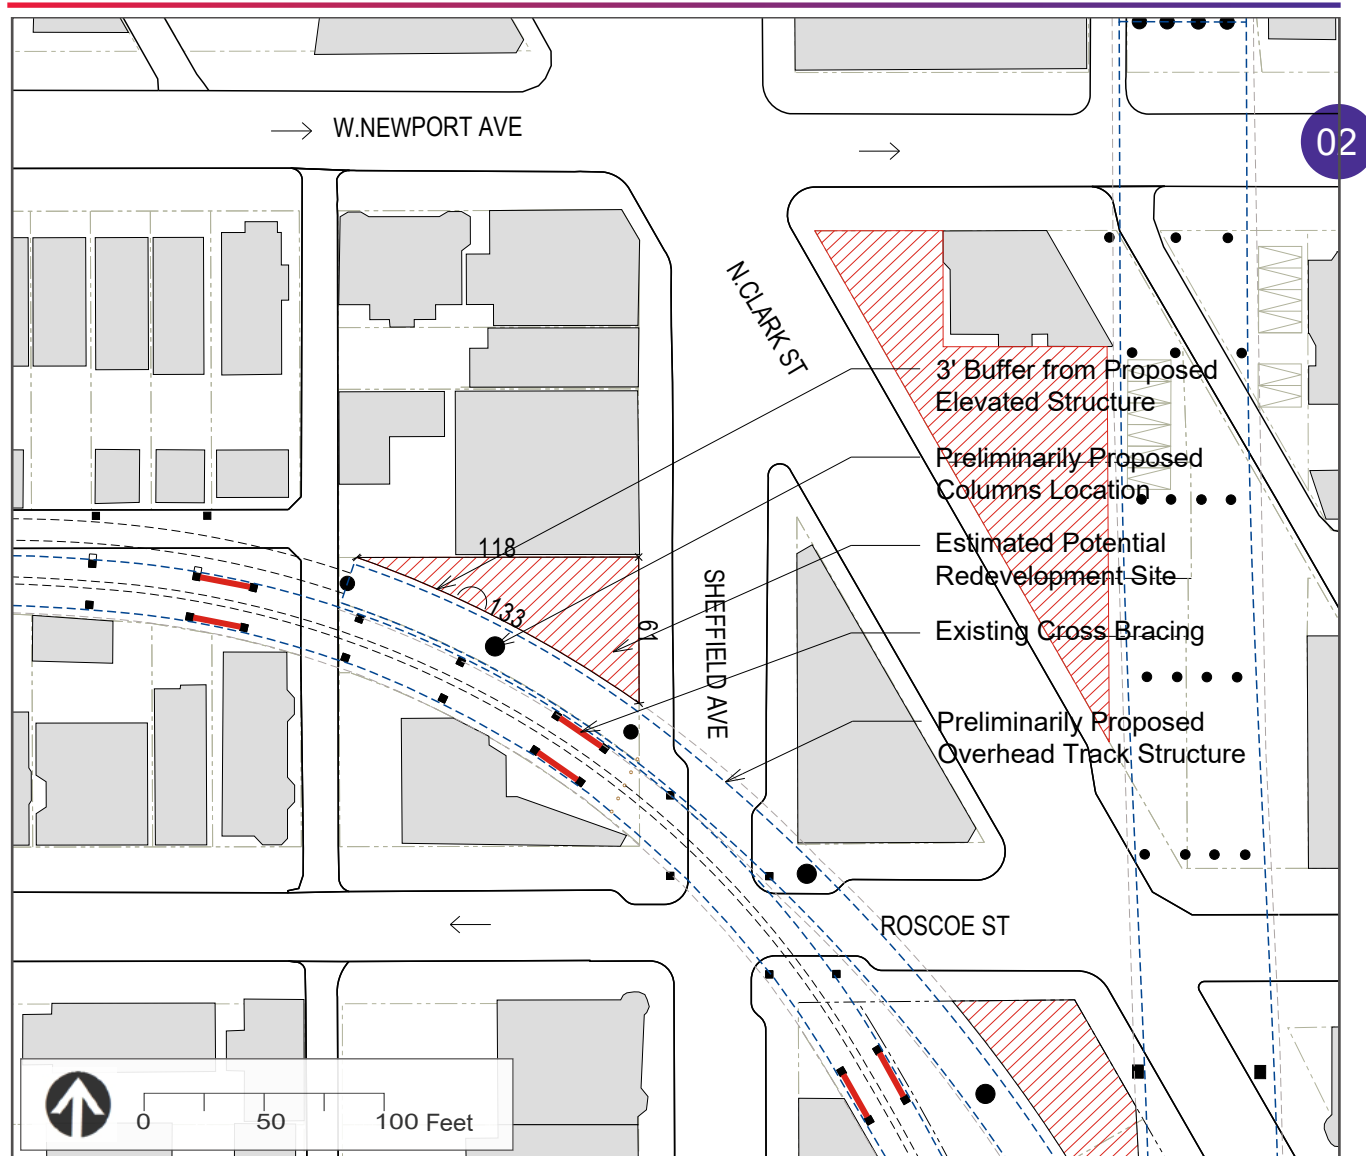 W.NEWPORT AVE
02
N.CLARK ST
3' Buffer from Proposed
Elevated Structure
Preliminarily Proposed
Columns Location
118
Estimated Potential
Redevelopment Site
133
61
SHEFFIELD AVE
Existing Cross Bracing
Preliminarily Proposed
Overhead Track Structure
ROSCOE ST
0 50 100 Feet